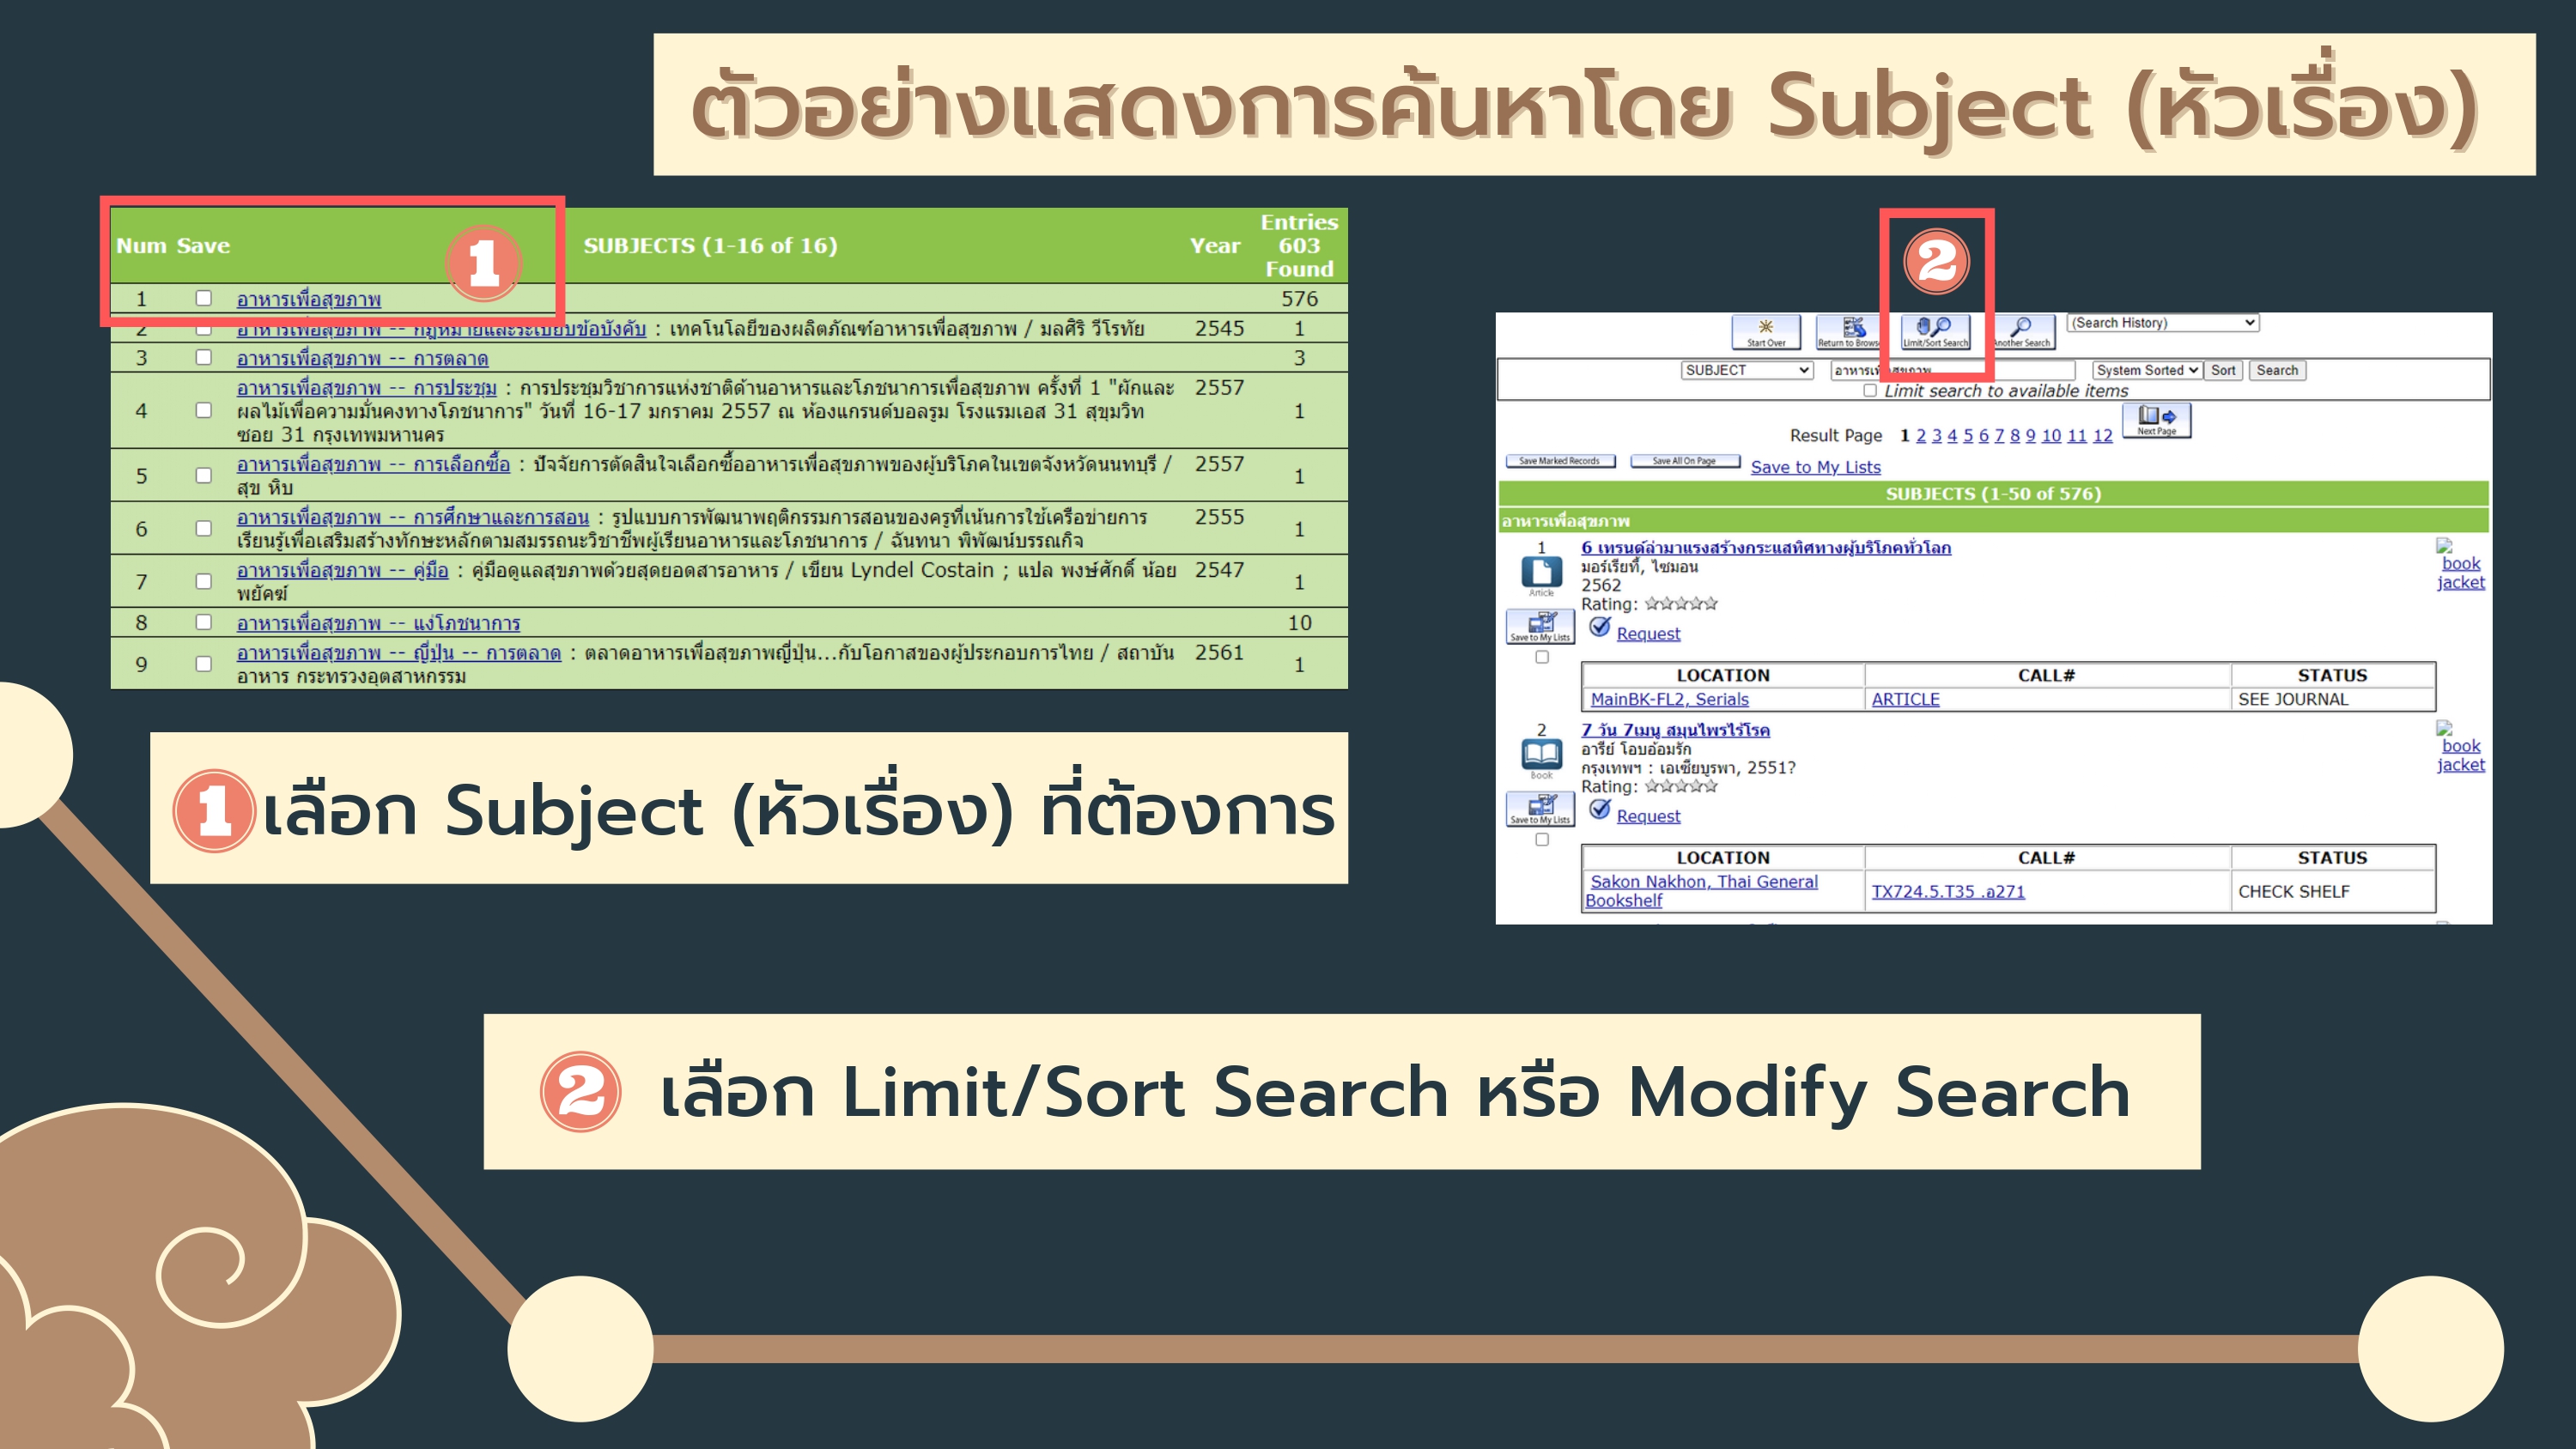 ตัวอย่างแสดงการค้นหาโดย Subject (หัวเรื่อง)
Num Save SUBJECTS (1-16 of 16) Year Entries 603 Found
1
1 อาหารเพื่อสุขภาพ 576
2 อาหารเพื่อสุขภาพ -- กฎหมายและระเบียบข้อบังคับ : เทคโนโลยีของผลิตภัณฑ์อาหารเพื่อสุขภาพ / มลศิริ วีโรทัย 2545 1
3 อาหารเพื่อสุขภาพ -- การตลาด 3
4 อาหารเพื่อสุขภาพ -- การประชุม : การประชุมวิชาการแห่งชาติด้านอาหารและโภชนาการเพื่อสุขภาพ ครั้งที่ 1 "ผักและ 2557 1
ผลไม้เพื่อความมั่นคงทางโภชนาการ" วันที่ 16-17 มกราคม 2557 ณ ห้องแกรนด์บอลรูม โรงแรมเอส 31 สุขุมวิท
ซอย 31 กรุงเทพมหานคร
5 อาหารเพื่อสุขภาพ -- การเลือกซื้อ : ปัจจัยการตัดสินใจเลือกซื้ออาหารเพื่อสุขภาพของผู้บริโภคในเขตจังหวัดนนทบุรี / 2557 1
สุข หิบ
6 อาหารเพื่อสุขภาพ -- การศึกษาและการสอน : รูปแบบการพัฒนาพฤติกรรมการสอนของครูที่เน้นการใช้เครือข่ายการ 2555 1
เรียนรู้เพื่อเสริมสร้างทักษะหลักตามสมรรถนะวิชาชีพผู้เรียนอาหารและโภชนาการ / ฉันทนา พิพัฒน์บรรณกิจ
7 อาหารเพื่อสุขภาพ -- คู่มือ : คู่มือดูแลสุขภาพด้วยสุดยอดสารอาหาร / เขียน Lyndel Costain ; แปล พงษ์ศักดิ์ น้อย 2547 1
พยัคฆ์
8 อาหารเพื่อสุขภาพ -- แง่โภชนาการ 10
9 อาหารเพื่อสุขภาพ -- ญี่ปุ่น -- การตลาด : ตลาดอาหารเพื่อสุขภาพญี่ปุ่น...กับโอกาสของผู้ประกอบการไทย / สถาบัน 2561 1
อาหาร กระทรวงอุตสาหกรรม
2
Start Over Return to Browse Limit/Sort Search Another Search (Search History)
SUBJECT อาหารเพื่อสุขภาพ System Sorted Sort Search
Limit search to available items
Result Page 1 2 3 4 5 6 7 8 9 10 11 12 Next Page
Save Marked Records Save All On Page Save to My Lists
SUBJECTS (1-50 of 576)
อาหารเพื่อสุขภาพ
1 6 เทรนด์ล่ามาแรงสร้างกระแสทิศทางผู้บริโภคทั่วโลก
Article มอร์เรียที้, ไซมอน
2562
Rating:
Save to My Lists Request
book jacket
LOCATION CALL# STATUS
MainBK-FL2, Serials ARTICLE SEE JOURNAL
2 7 วัน 7เมนู สมุนไพรไร้โรค
Book อารีย์ โอบอ้อมรัก
กรุงเทพฯ : เอเซียบูรพา, 2551?
Rating:
Save to My Lists Request
book jacket
LOCATION CALL# STATUS
Sakon Nakhon, Thai General Bookshelf TX724.5.T35 .อ271 CHECK SHELF
1 เลือก Subject (หัวเรื่อง) ที่ต้องการ
2 เลือก Limit/Sort Search หรือ Modify Search